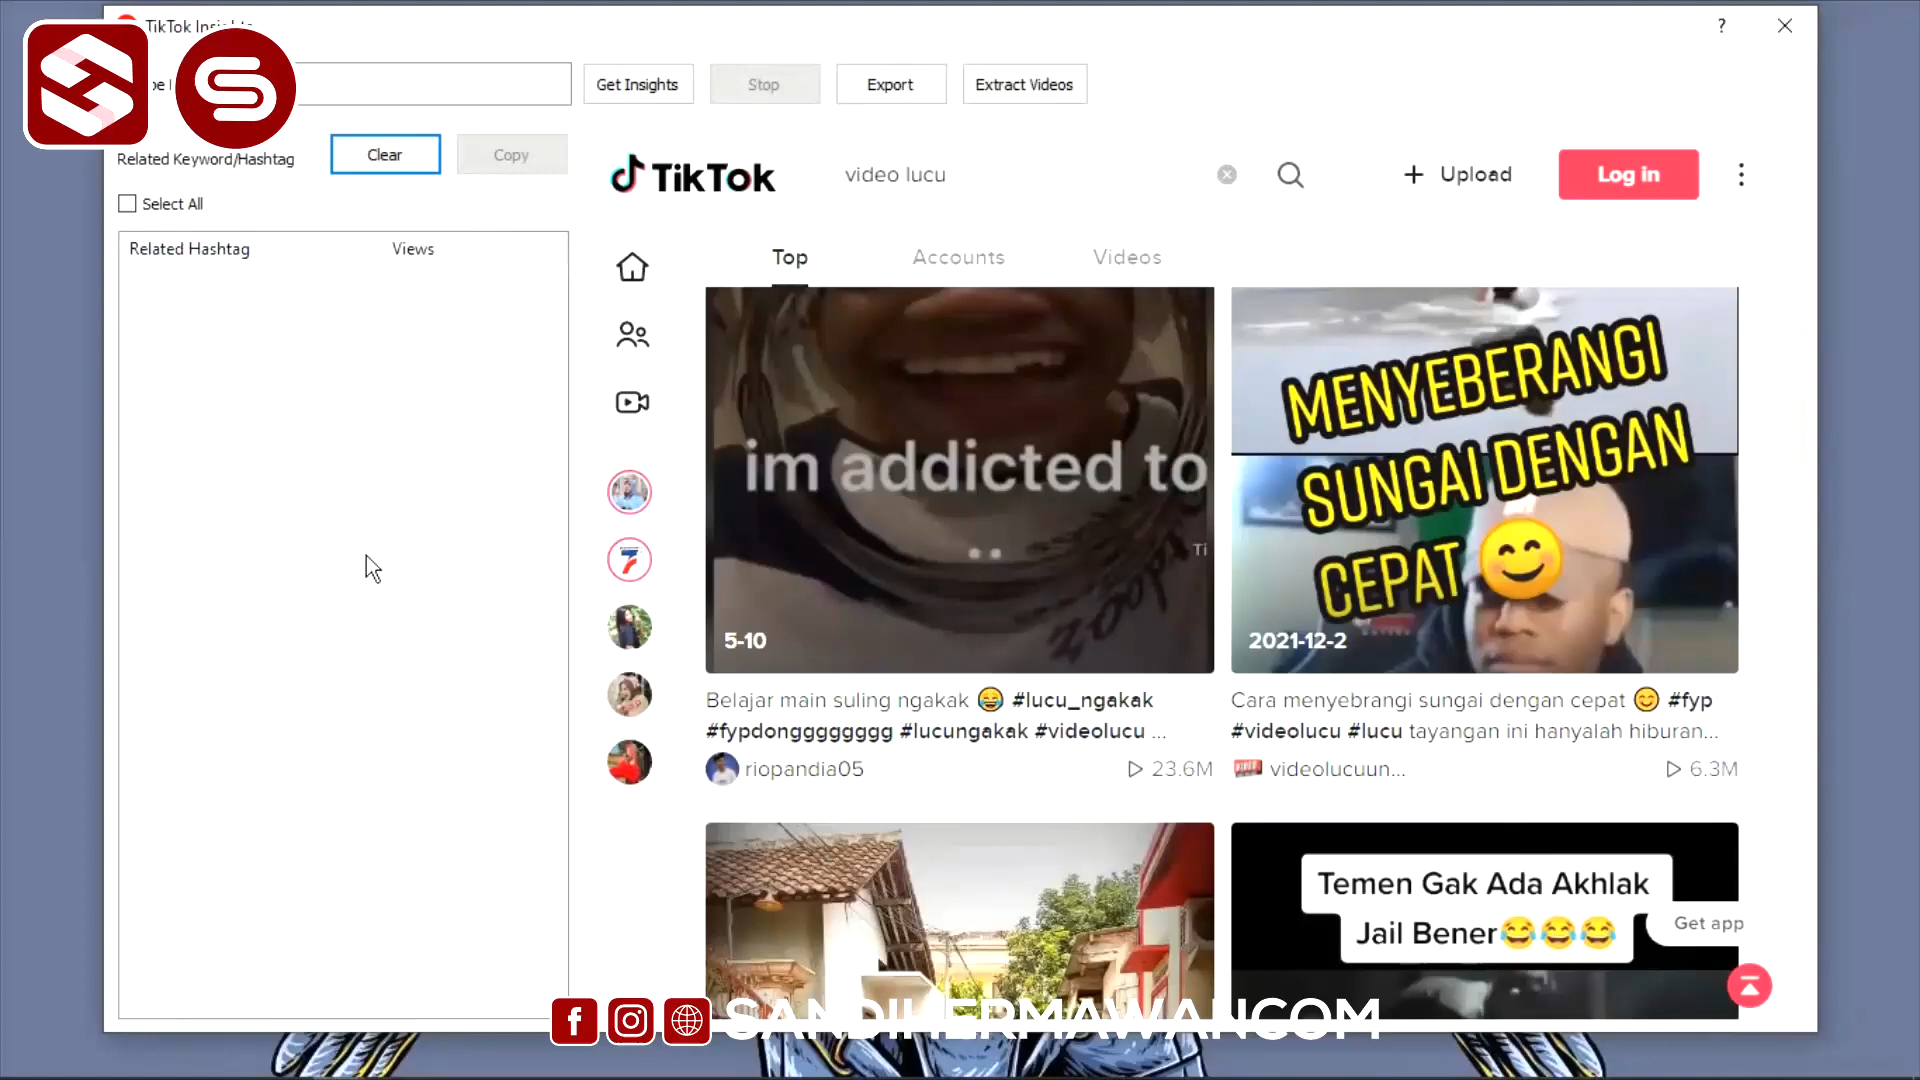 TikTok Insights
Get Insights
Stop
Export
Extract Videos
Related Keyword/Hashtag
Clear
Copy
Select All
Related Hashtag
Views
TikTok
video lucu
Upload
Log in
Top
Accounts
Videos
im addicted to
Ti
5-10
Belajar main suling ngakak 😂 #lucu_ngakak
#fypdongggggggg #lucungakak #videolucu ...
riopandia05
23.6M
MENYEBERANGI
SUNGAI DENGAN
CEPAT 😊
2021-12-2
Cara menyebrangi sungai dengan cepat 😊 #fyp
#videolucu #lucu tayangan ini hanyalah hiburan...
videolucuun...
6.3M
Temen Gak Ada Akhlak
Jail Bener😂😂😂
Get app
SANDIHERMAWANCOM